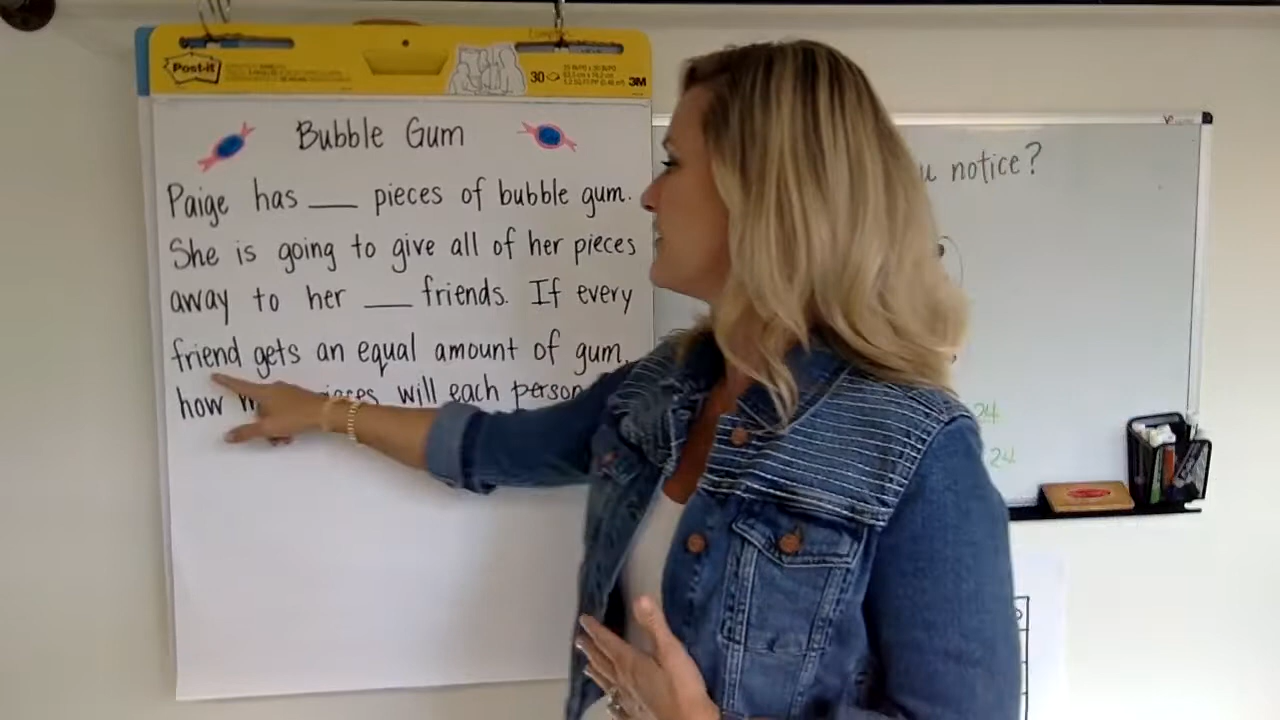 Post-it
30
3M
Bubble Gum
Paige has ___ pieces of bubble gum.
She is going to give all of her pieces
away to her ___ friends. If every
friend gets an equal amount of gum,
how will each person
notice?
24
24